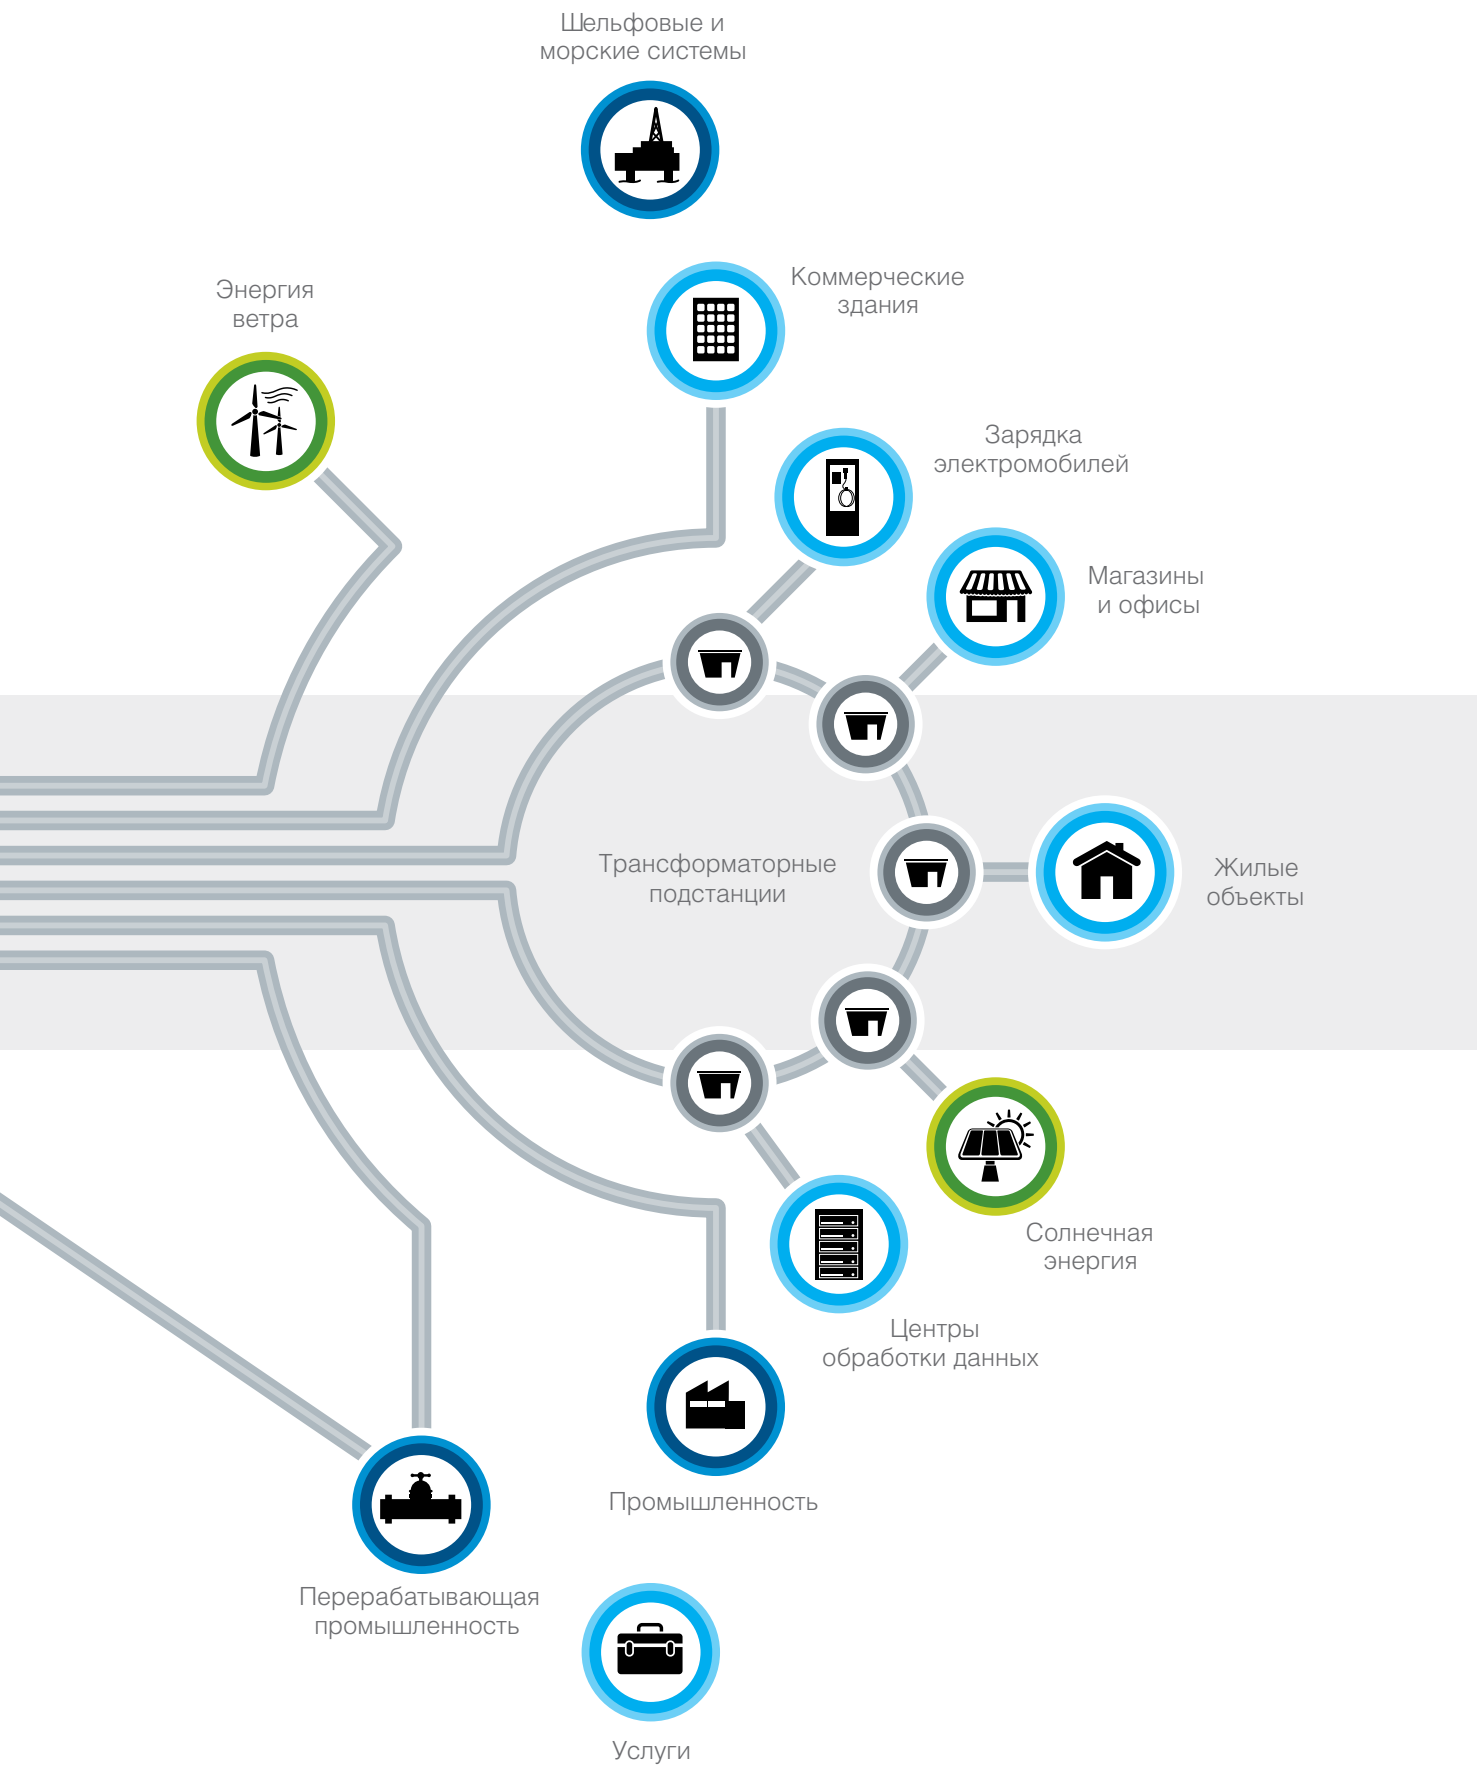 Шельфовые и
морские системы
Коммерческие
здания
Энергия
ветра
Зарядка
электромобилей
Магазины
и офисы
Трансформаторные
подстанции
Жилые
объекты
Солнечная
энергия
Центры
обработки данных
Промышленность
Перерабатывающая
промышленность
Услуги